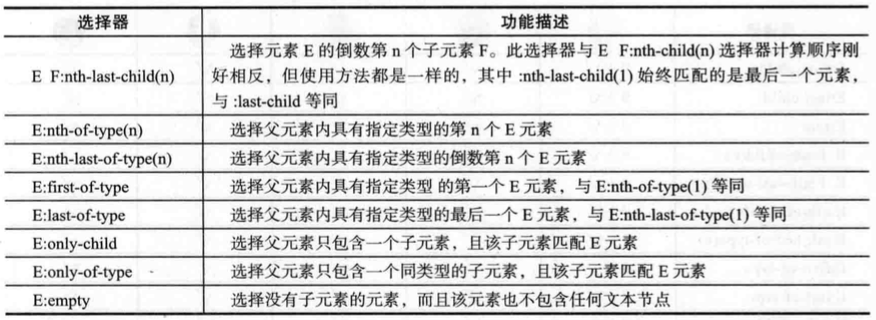 选择器 功能描述
选择元素 E 的倒数第 n 个子元素 F。此选择器与 E F:nth-child(n) 选择器计算顺序刚
E F:nth-last-child(n) 好相反，但使用方法都是一样的，其中 :nth-last-child(1) 始终匹配的是最后一个元素，
与 :last-child 等同
E:nth-of-type(n) 选择父元素内具有指定类型的第 n 个 E 元素
E:nth-last-of-type(n) 选择父元素内具有指定类型的倒数第 n 个 E 元素
E:first-of-type 选择父元素内具有指定类型 的第一个 E 元素，与 E:nth-of-type(1) 等同
E:last-of-type 选择父元素内具有指定类型的最后一个 E 元素，与 E:nth-last-of-type(1) 等同
E:only-child 选择父元素只包含一个子元素，且该子元素匹配 E 元素
E:only-of-type 选择父元素只包含一个同类型的子元素，且该子元素匹配 E 元素
E:empty 选择没有子元素的元素，而且该元素也不包含任何文本节点